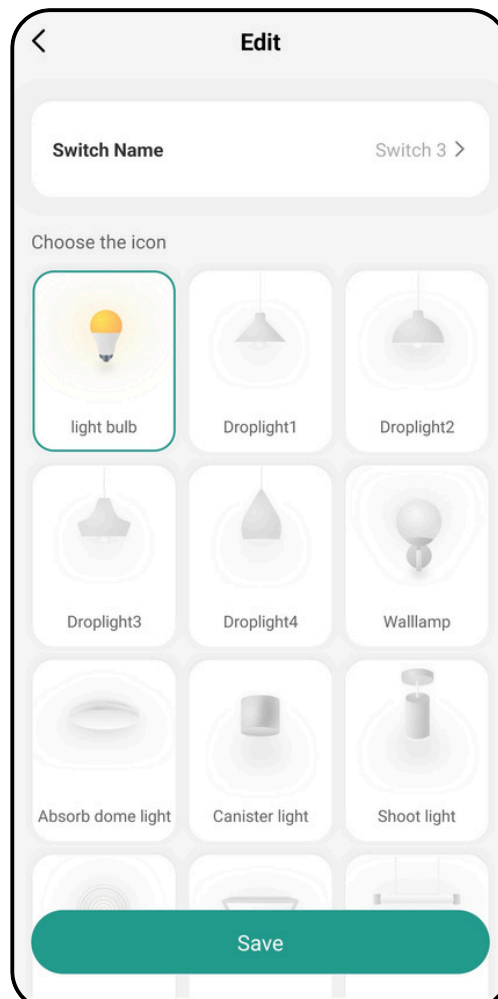 Edit
Switch Name Switch 3
Choose the icon
light bulb Droplight1 Droplight2
Droplight3 Droplight4 Walllamp
Absorb dome light Canister light Shoot light
Save